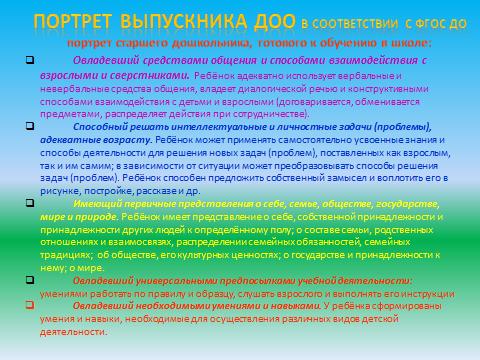 ПОРТРЕТ ВЫПУСКНИКА ДОО В СООТВЕТСТВИИ С ФГОС ДО
портрет старшего дошкольника, готового к обучению в школе:
Овладевший средствами общения и способами взаимодействия с
взрослыми и сверстниками. Ребёнок адекватно использует вербальные и
невербальные средства общения, владеет диалогической речью и конструктивными
способами взаимодействия с детьми и взрослыми (договаривается, обменивается
предметами, распределяет действия при сотрудничестве).
Способный решать интеллектуальные и личностные задачи (проблемы),
адекватные возрасту. Ребёнок может применять самостоятельно усвоенные знания и
способы деятельности для решения новых задач (проблем), поставленных как взрослым,
так и им самим; в зависимости от ситуации может преобразовывать способы решения
задач (проблем). Ребёнок способен предложить собственный замысел и воплотить его в
рисунке, постройке, рассказе и др.
Имеющий первичные представления о себе, семье, обществе, государстве,
мире и природе. Ребёнок имеет представление о себе, собственной принадлежности и
принадлежности других людей к определённому полу; о составе семьи, родственных
отношениях и взаимосвязях, распределении семейных обязанностей, семейных
традициях; об обществе, его культурных ценностях; о государстве и принадлежности к
нему; о мире.
Овладевший универсальными предпосылками учебной деятельности:
умениями работать по правилу и образцу, слушать взрослого и выполнять его инструкции
Овладевший необходимыми умениями и навыками. У ребёнка сформированы
умения и навыки, необходимые для осуществления различных видов детской
деятельности.